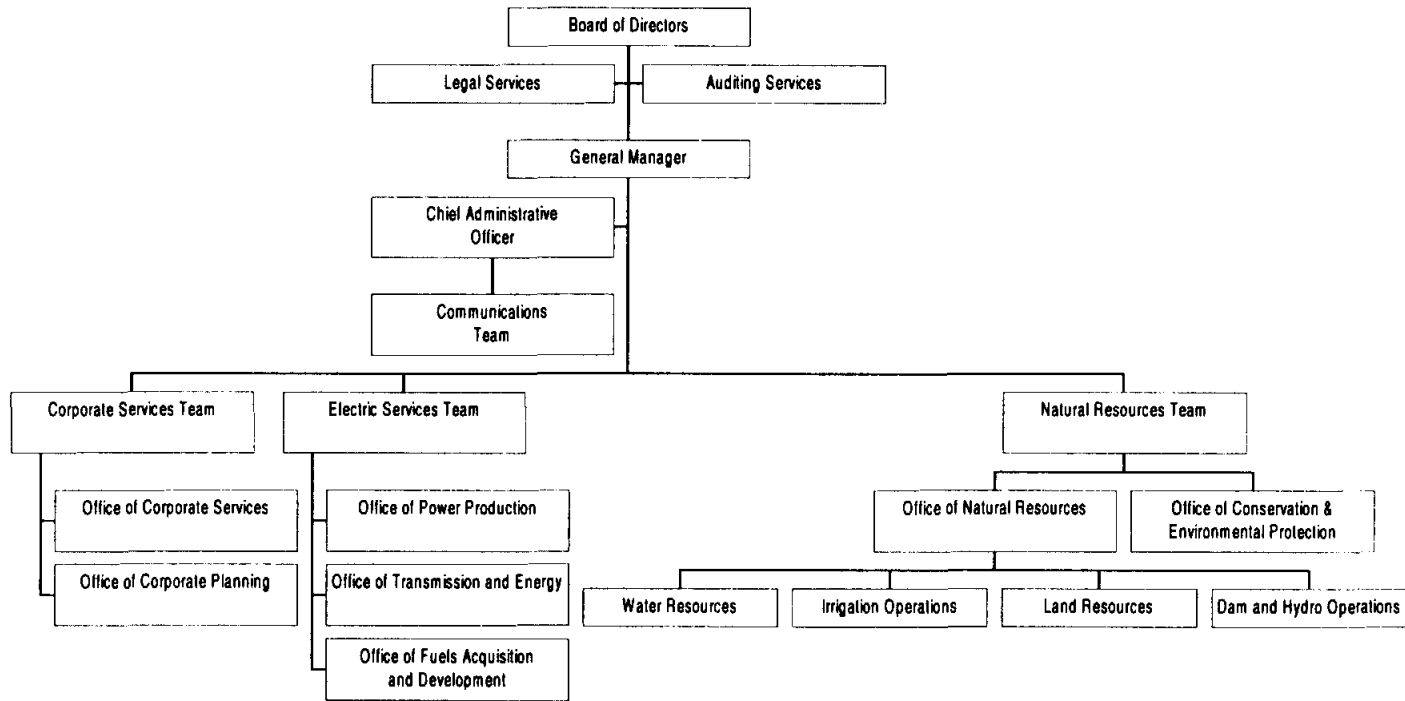 Board of Directors
Legal Services
Auditing Services
General Manager
Chief Administrative
Officer
Communications
Team
Corporate Services Team
Electric Services Team
Natural Resources Team
Office of Corporate Services
Office of Power Production
Office of Natural Resources
Office of Conservation &
Environmental Protection
Office of Corporate Planning
Office of Transmission and Energy
Water Resources
Irrigation Operations
Land Resources
Dam and Hydro Operations
Office of Fuels Acquisition
and Development